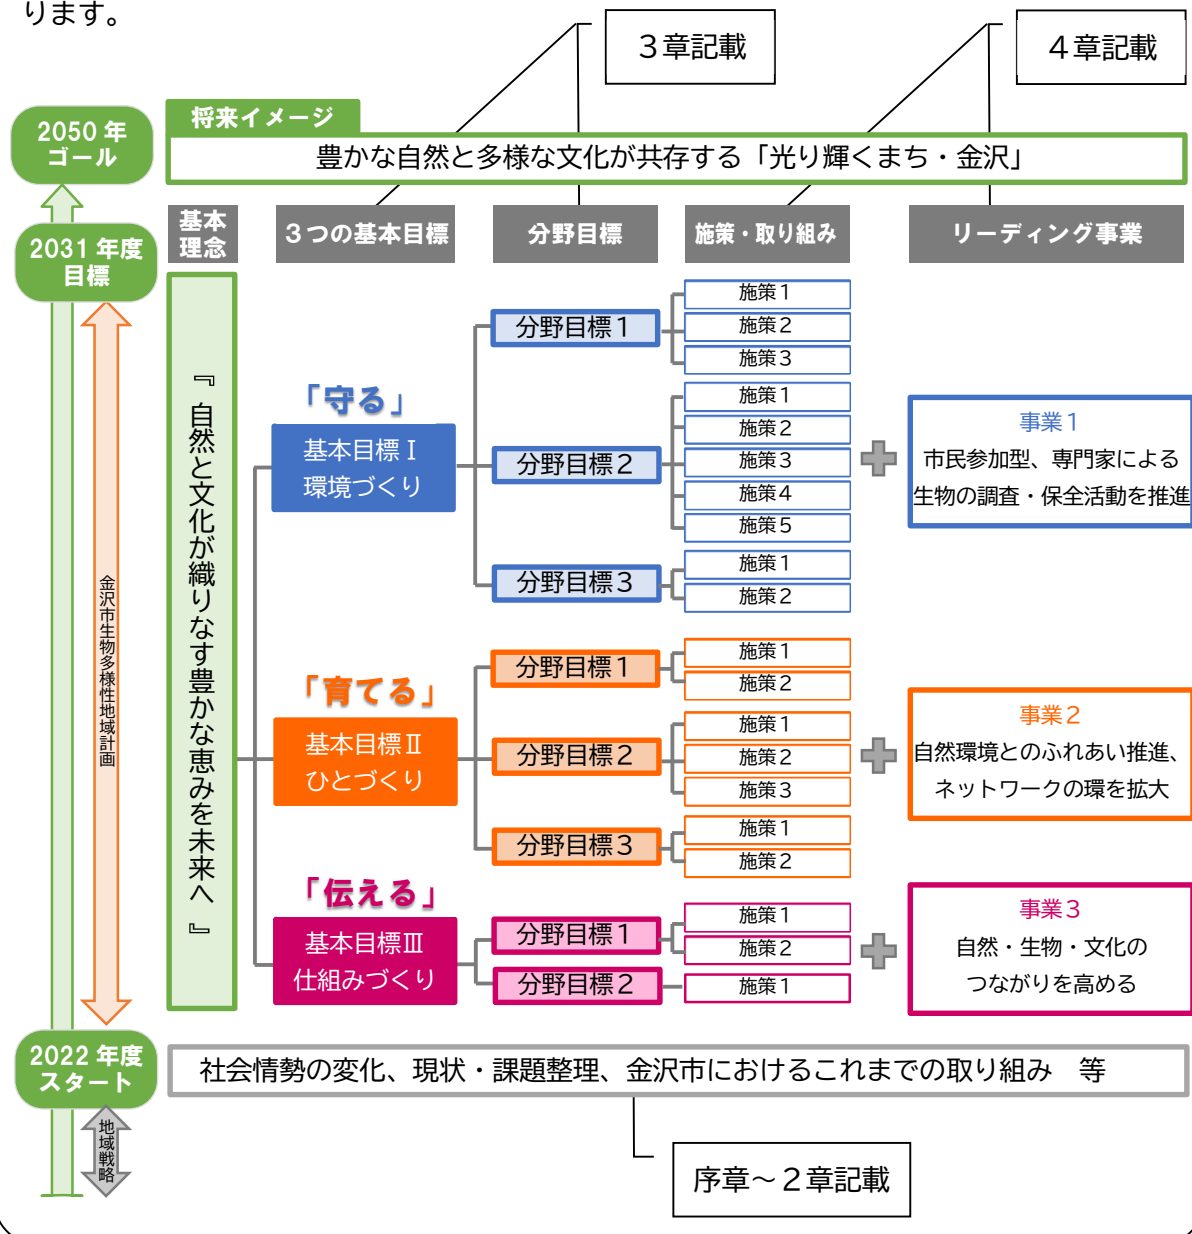 ります。
３章記載
４章記載
2050 年
ゴール
将来イメージ
豊かな自然と多様な文化が共存する「光り輝くまち・金沢」
2031 年度
目標
基本
理念
３つの基本目標
分野目標
施策・取り組み
リーディング事業
金沢市生物多様性地域計画
『自然と文化が織りなす豊かな恵みを未来へ』
「守る」
基本目標Ⅰ
環境づくり
分野目標１
施策１
施策２
施策３
分野目標２
施策１
施策２
施策３
施策４
施策５
分野目標３
施策１
施策２
事業１
市民参加型、専門家による
生物の調査・保全活動を推進
「育てる」
基本目標Ⅱ
ひとづくり
分野目標１
施策１
施策２
分野目標２
施策１
施策２
施策３
分野目標３
施策１
施策２
事業２
自然環境とのふれあい推進、
ネットワークの環を拡大
「伝える」
基本目標Ⅲ
仕組みづくり
分野目標１
施策１
施策２
分野目標２
施策１
事業３
自然・生物・文化の
つながりを高める
2022 年度
スタート
社会情勢の変化、現状・課題整理、金沢市におけるこれまでの取り組み　等
地域戦略
序章～２章記載